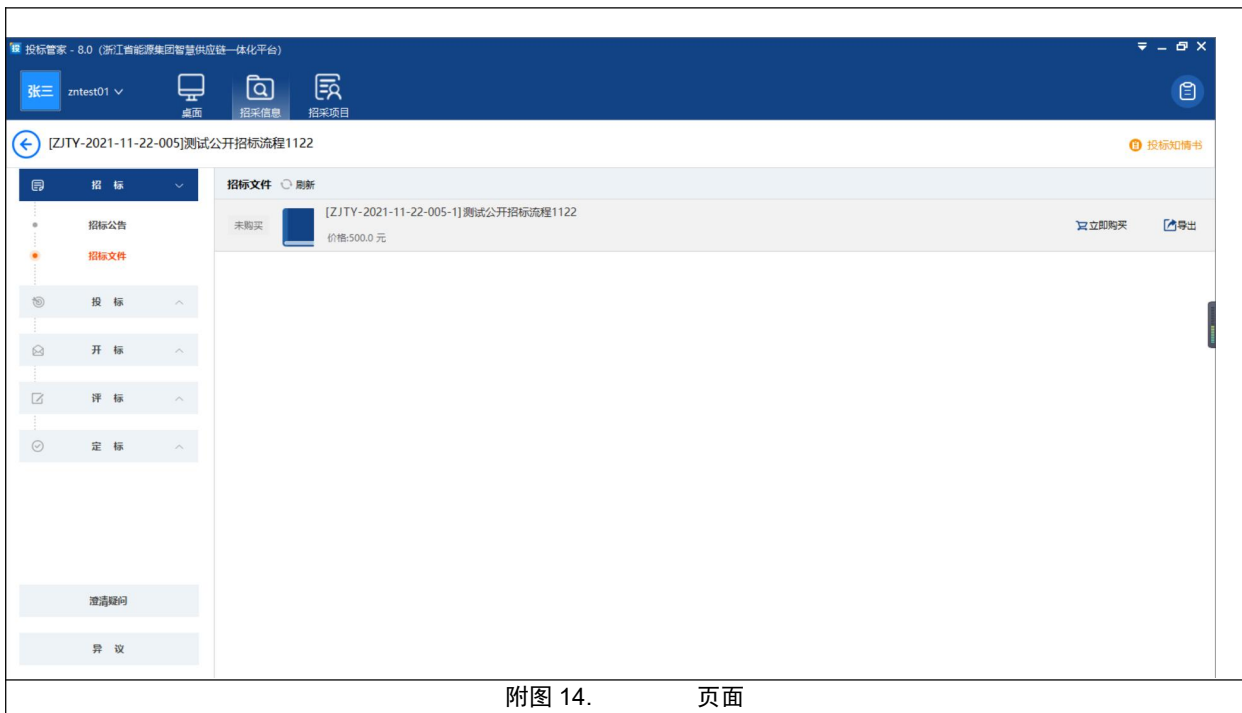 投标管家 - 8.0 (浙江省能源集团智慧供应链一体化平台)
张三 zntest01 桌面 招采信息 招采项目
[ZJTY-2021-11-22-005]测试公开招标流程1122 投标知情书
招 标
招标公告
招标文件
投 标
开 标
评 标
定 标
澄清疑问
异 议
招标文件 刷新
未购买
[ZJTY-2021-11-22-005-1]测试公开招标流程1122
价格:500.0 元
立即购买 导出
附图 14. 页面